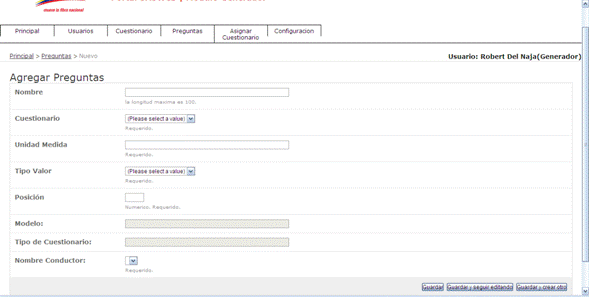 mueve la fibra nacional
Principal
Usuarios
Cuestionario
Preguntas
Asignar
Cuestionario
Configuracion
Principal > Preguntas > Nuevo
Usuario: Robert Del Naja(Generador)
Agregar Preguntas
Nombre
la longitud maxima es 100.
Cuestionario
(Please select a value)
Requerido.
Unidad Medida
Requerido.
Tipo Valor
(Please select a value)
Requerido.
Posición
Numerico. Requerido.
Modelo:
Tipo de Cuestionario:
Nombre Conductor:
Requerido.
Guardar
Guardar y seguir editando
Guardar y crear otro